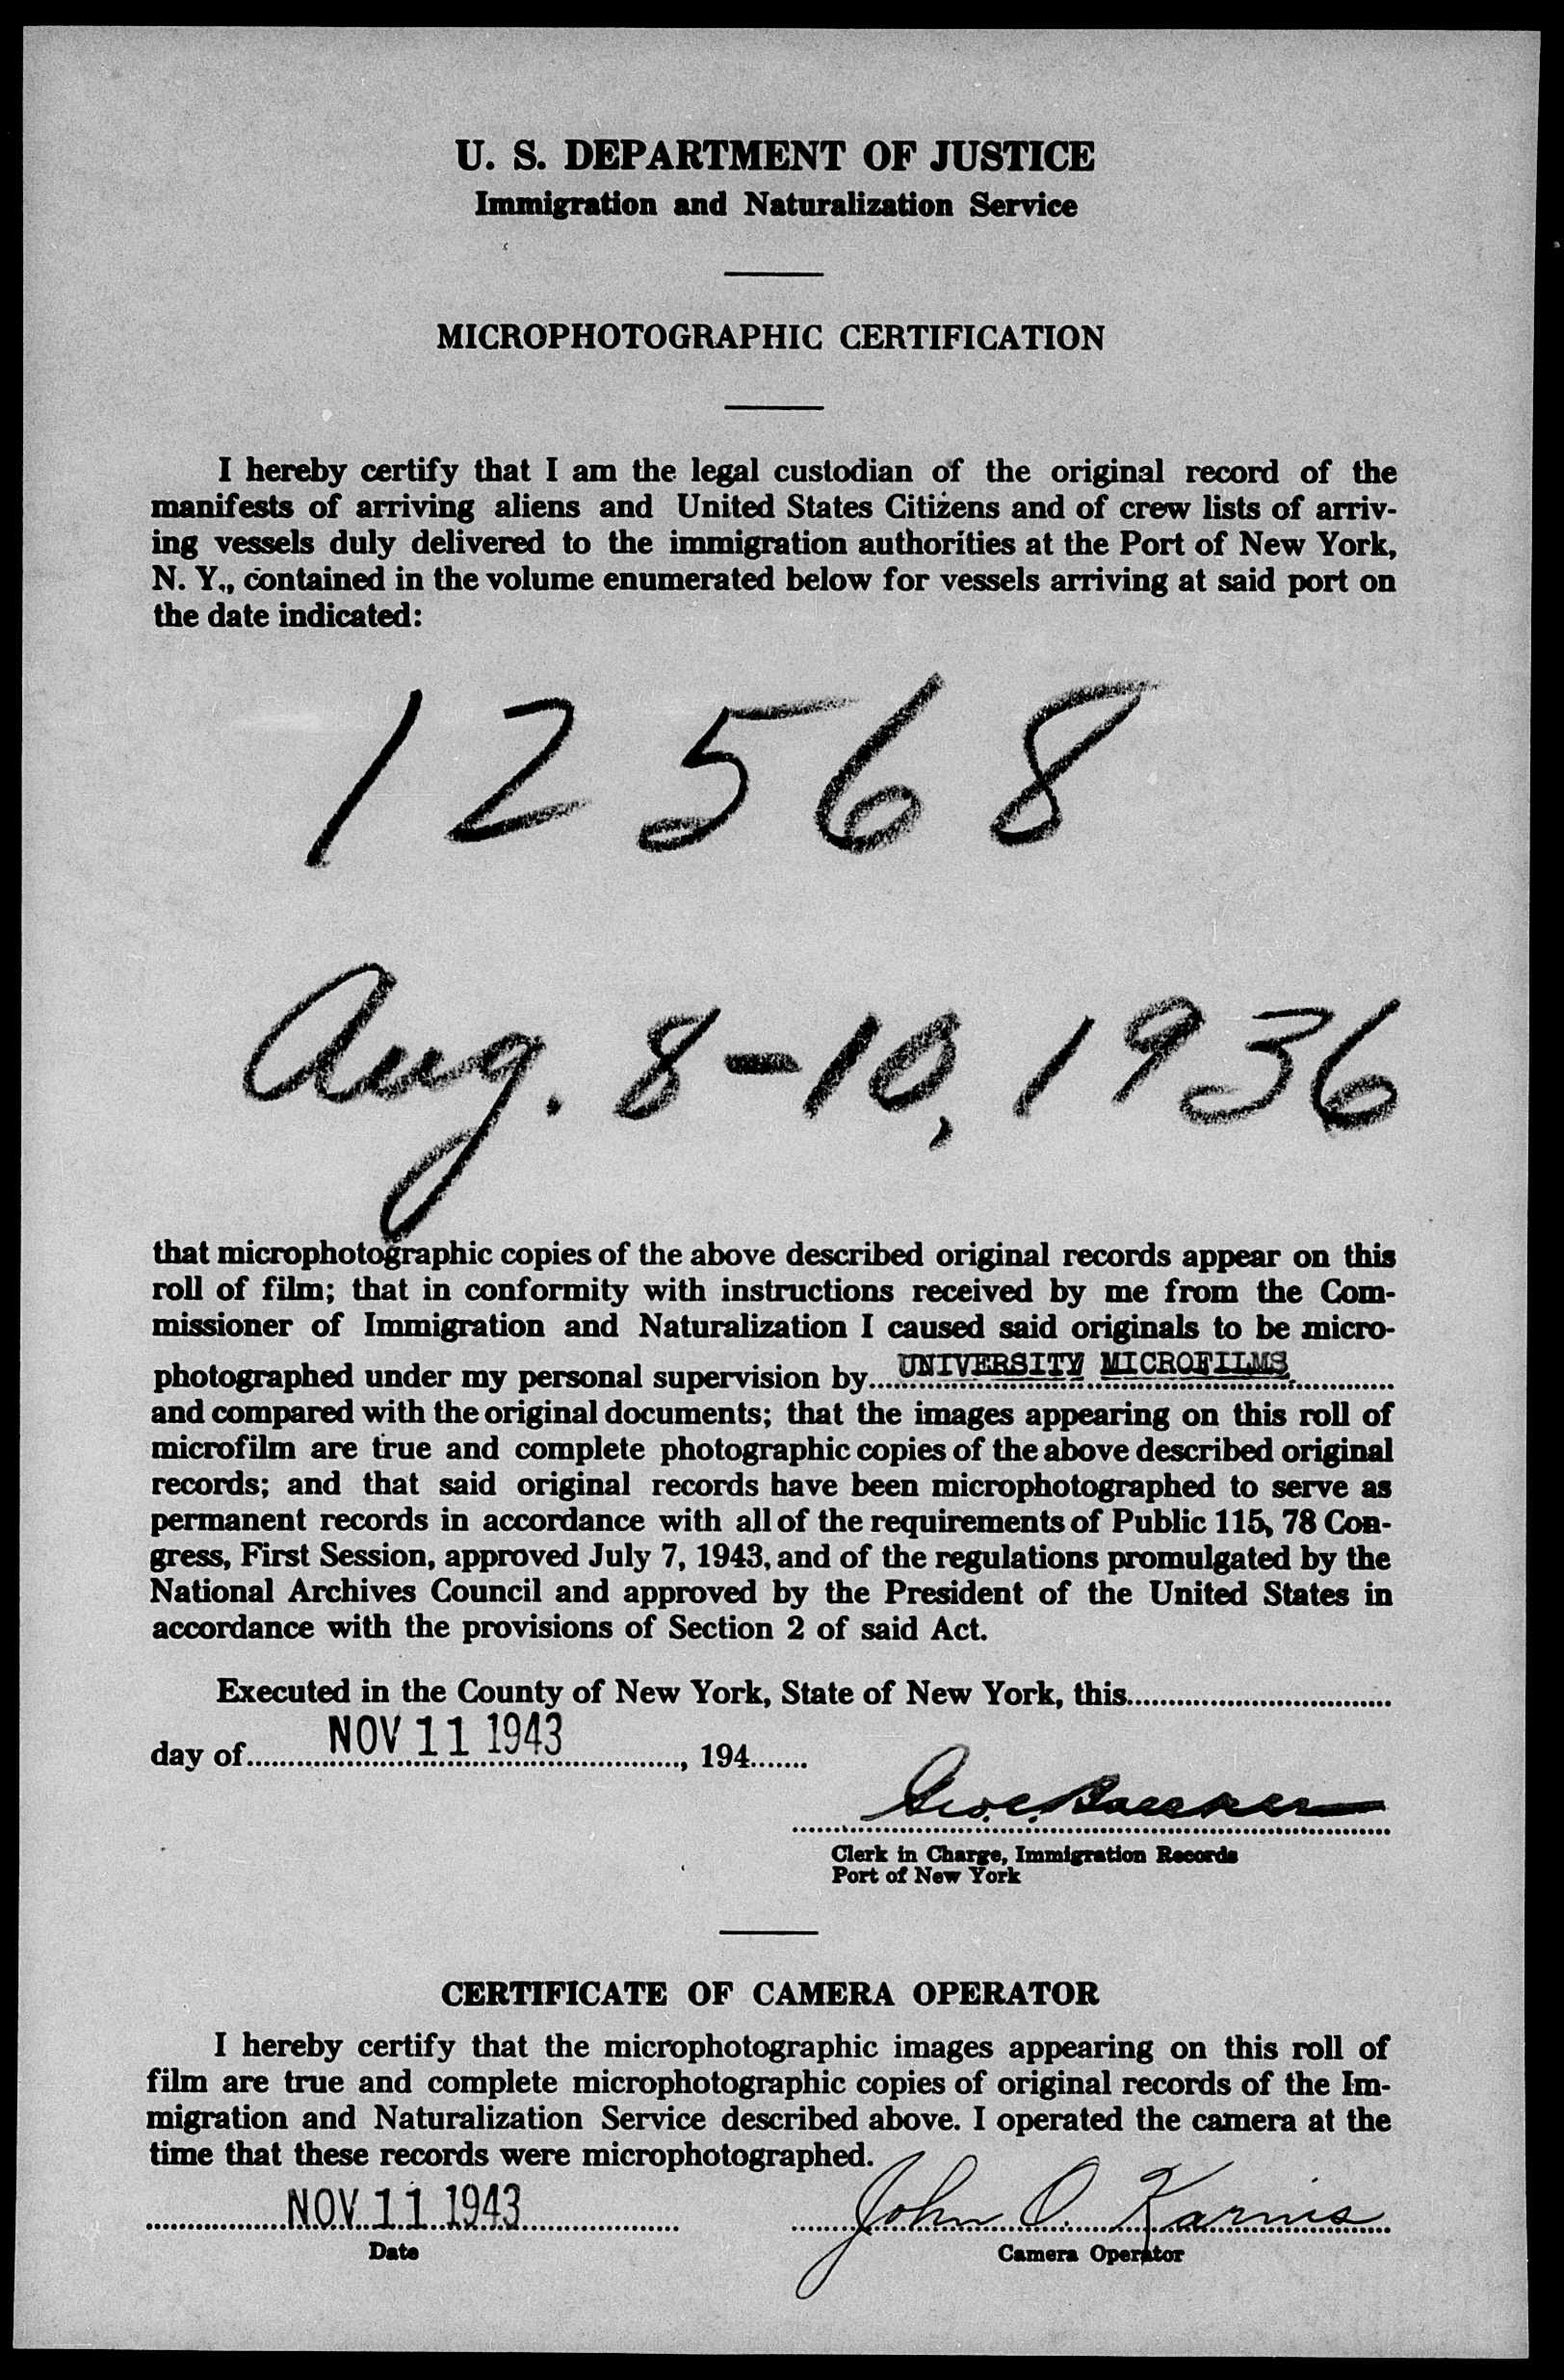 U. S. DEPARTMENT OF JUSTICE
Immigration and Naturalization Service
MICROPHOTOGRAPHIC CERTIFICATION
I hereby certify that I am the legal custodian of the original record of the
manifests of arriving aliens and United States Citizens and of crew lists of arriv-
ing vessels duly delivered to the immigration authorities at the Port of New York,
N. Y., contained in the volume enumerated below for vessels arriving at said port on
the date indicated:
12568
Aug. 8-10, 1936
that microphotographic copies of the above described original records appear on this
roll of film; that in conformity with instructions received by me from the Com-
missioner of Immigration and Naturalization I caused said originals to be micro-
photographed under my personal supervision by UNIVERSITY MICROFILMS
and compared with the original documents; that the images appearing on this roll of
microfilm are true and complete photographic copies of the above described original
records; and that said original records have been microphotographed to serve as
permanent records in accordance with all of the requirements of Public 115, 78 Con-
gress, First Session, approved July 7, 1943, and of the regulations promulgated by the
National Archives Council and approved by the President of the United States in
accordance with the provisions of Section 2 of said Act.
Executed in the County of New York, State of New York, this
day of NOV 11 1943, 194
Clerk in Charge, Immigration Records
Port of New York
CERTIFICATE OF CAMERA OPERATOR
I hereby certify that the microphotographic images appearing on this roll of
film are true and complete microphotographic copies of original records of the Im-
migration and Naturalization Service described above. I operated the camera at the
time that these records were microphotographed.
NOV 11 1943 John O. Karnis
Date Camera Operator